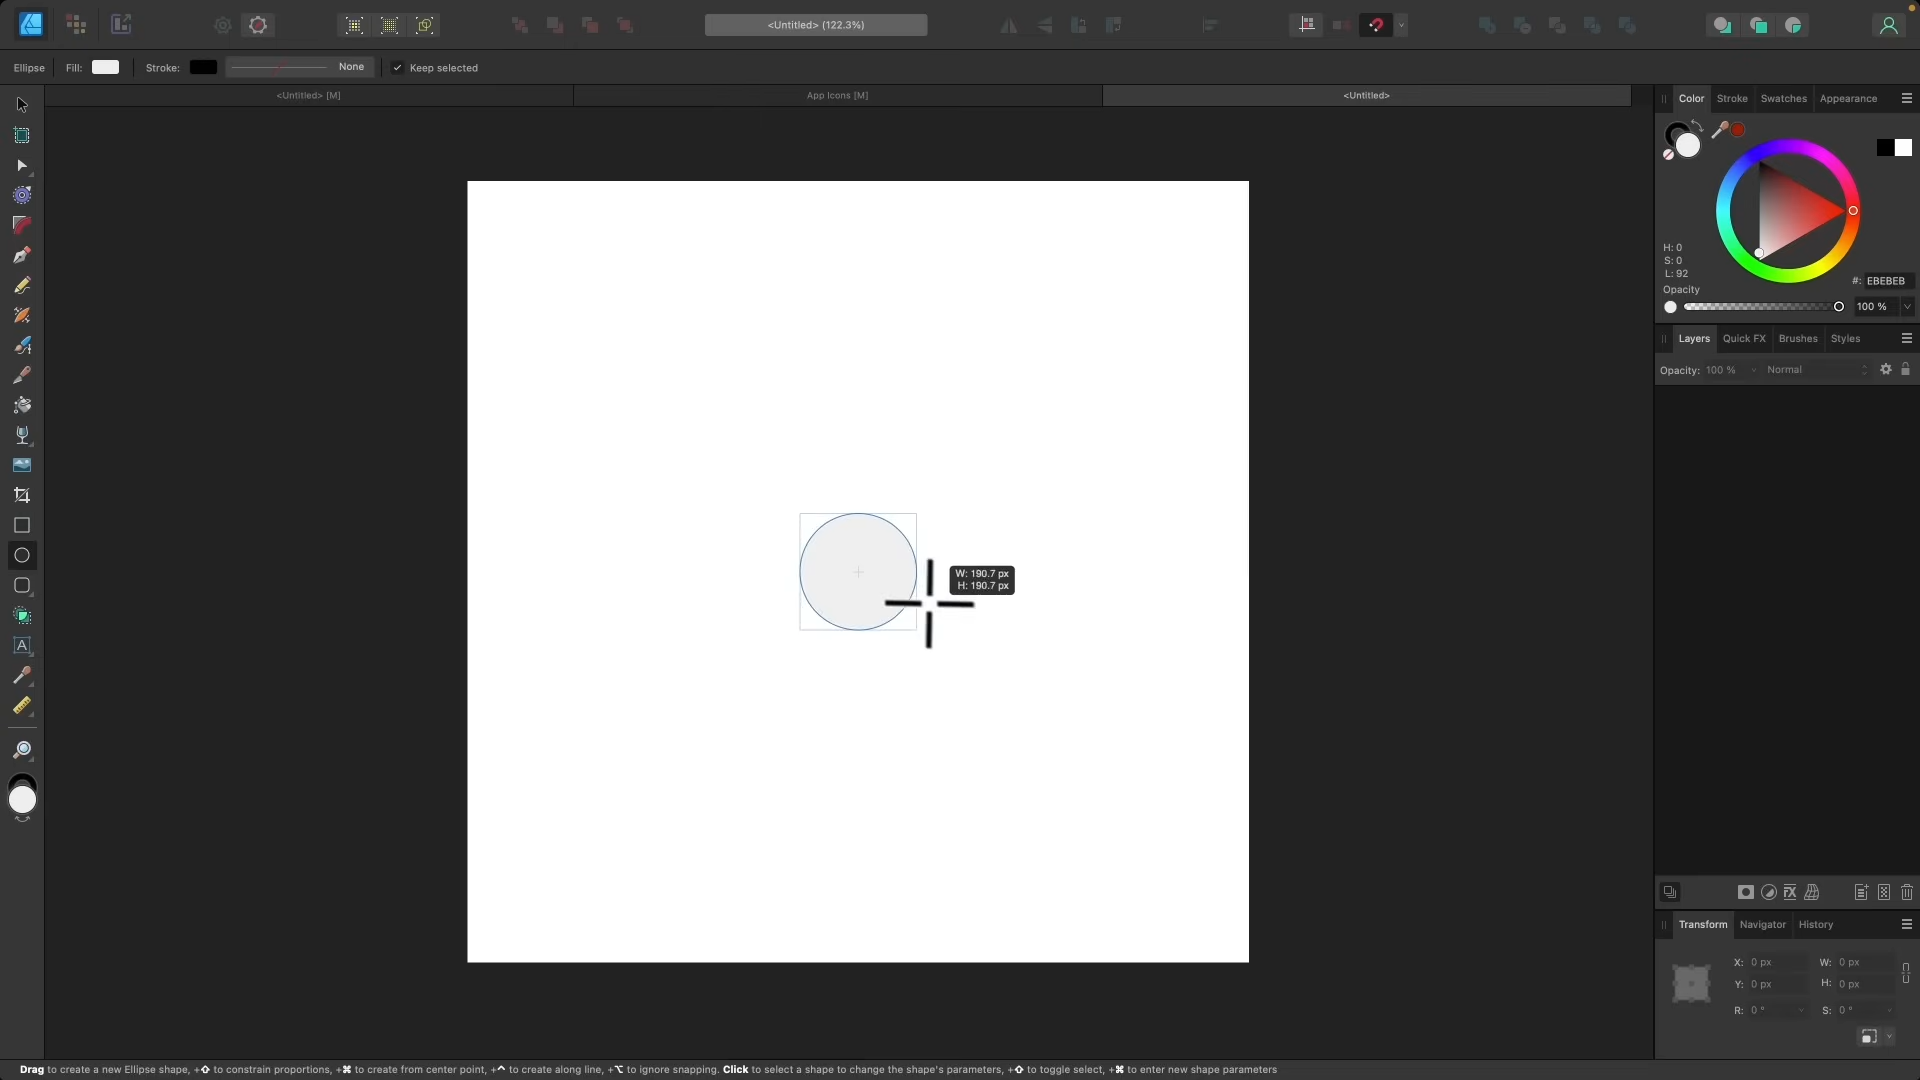 <Untitled> (122.3%)
Ellipse Fill: Stroke: None Keep selected
<Untitled> [M]
App Icons [M]
<Untitled>
Color Stroke Swatches Appearance
H: 0
S: 0
L: 92
#: EBEBEB
Opacity
100 %
Layers Quick FX Brushes Styles
Opacity: 100 % Normal
W: 190.7 px
H: 190.7 px
A
FX
Transform Navigator History
X: 0 px W: 0 px
Y: 0 px H: 0 px
R: 0 ° S: 0 °
Drag to create a new Ellipse shape, +⇧ to constrain proportions, +⌘ to create from center point, +⌃ to create along line, +⌥ to ignore snapping. Click to select a shape to change the shape's parameters, +⇧ to toggle select, +⌘ to enter new shape parameters